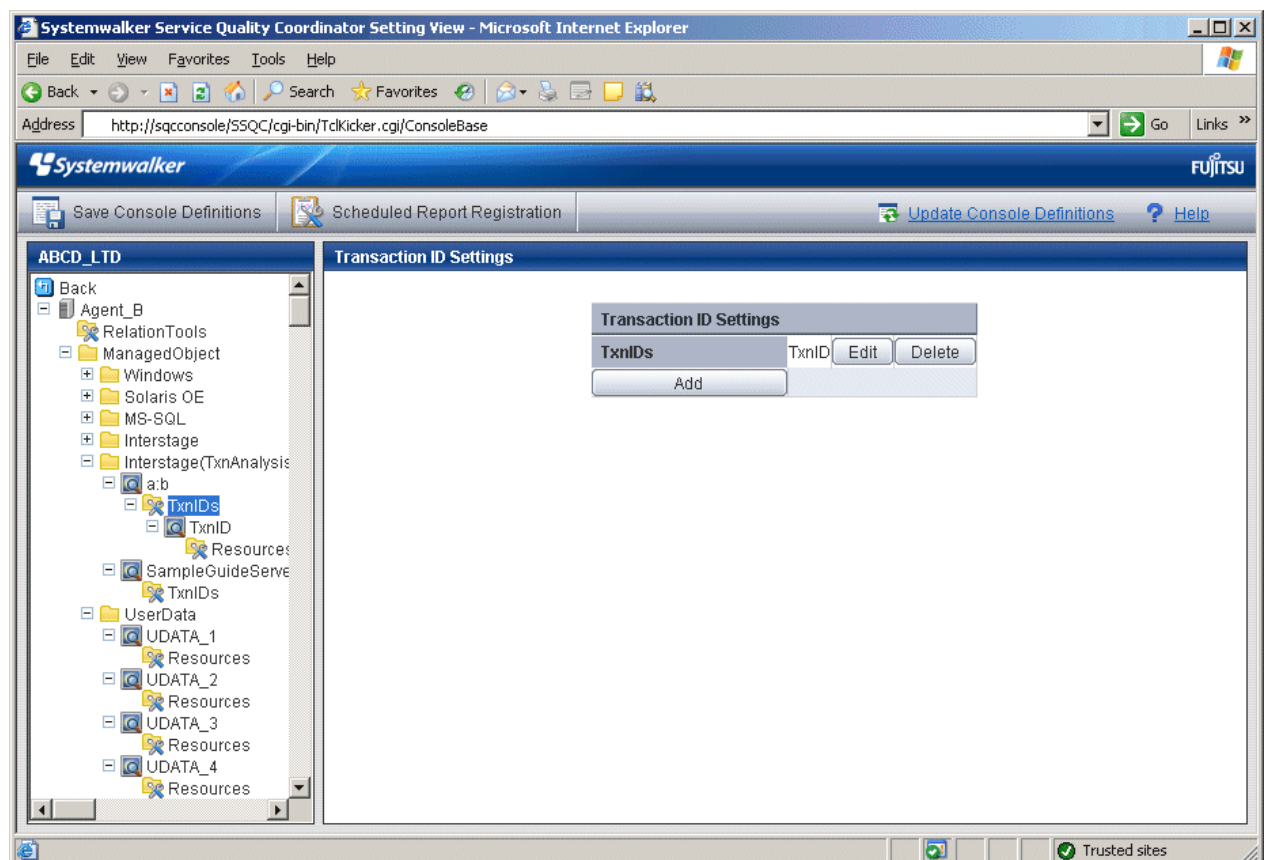 Systemwalker Service Quality Coordinator Setting View - Microsoft Internet Explorer
File Edit View Favorites Tools Help
Back Search Favorites
Address http://sqcconsole/SSQC/cgi-bin/TclKicker.cgi/ConsoleBase Go Links »
Systemwalker FUJITSU
Save Console Definitions Scheduled Report Registration Update Console Definitions ? Help
ABCD_LTD
Back
Agent_B
RelationTools
ManagedObject
Windows
Solaris OE
MS-SQL
Interstage
Interstage(TxnAnalysis
a:b
TxnIDs
TxnID
Resources
SampleGuideServe
TxnIDs
UserData
UDATA_1
Resources
UDATA_2
Resources
UDATA_3
Resources
UDATA_4
Resources
Transaction ID Settings
Transaction ID Settings
TxnIDs TxnID Edit Delete
Add
Trusted sites